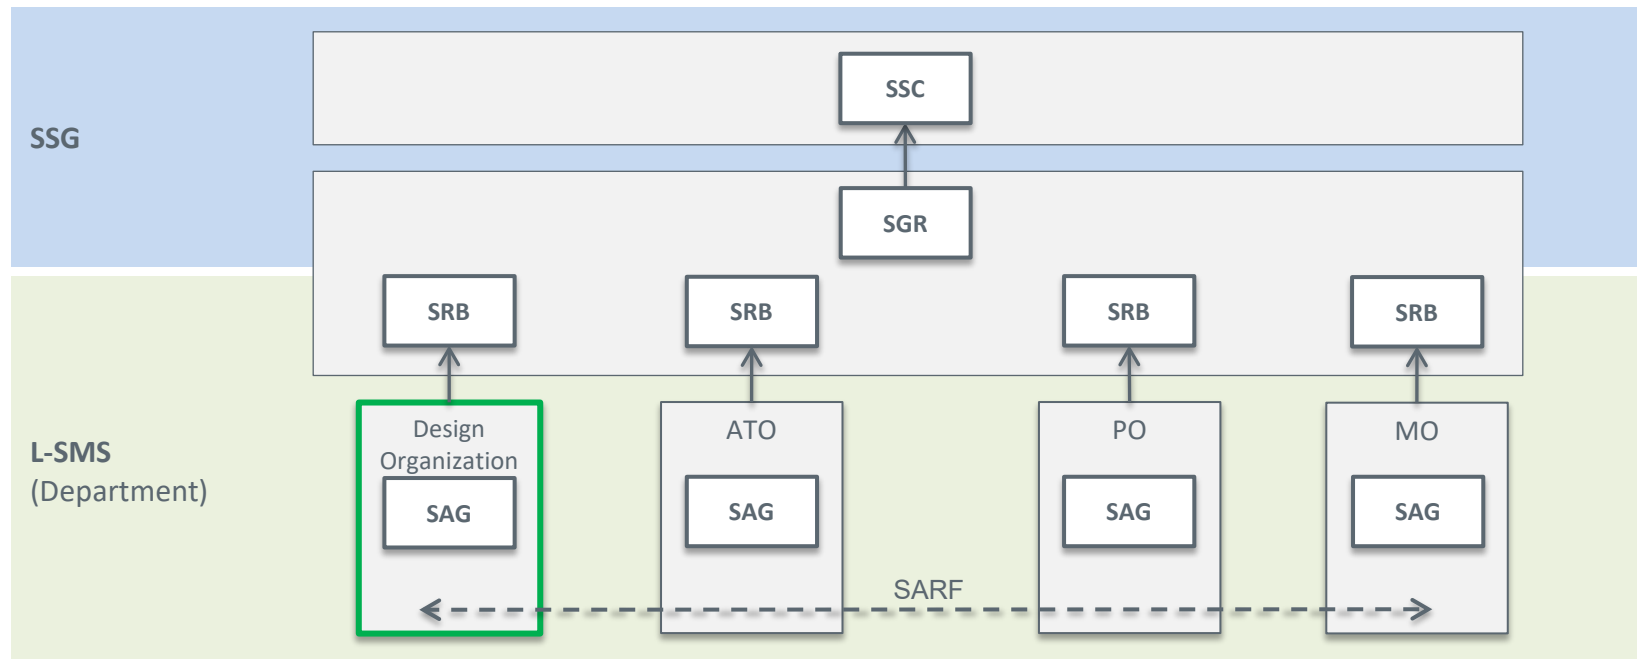 SSC
SSG
SGR
SRB SRB SRB SRB
Design
Organization
ATO PO MO
L-SMS
(Department)
SAG SAG SAG SAG
SARF